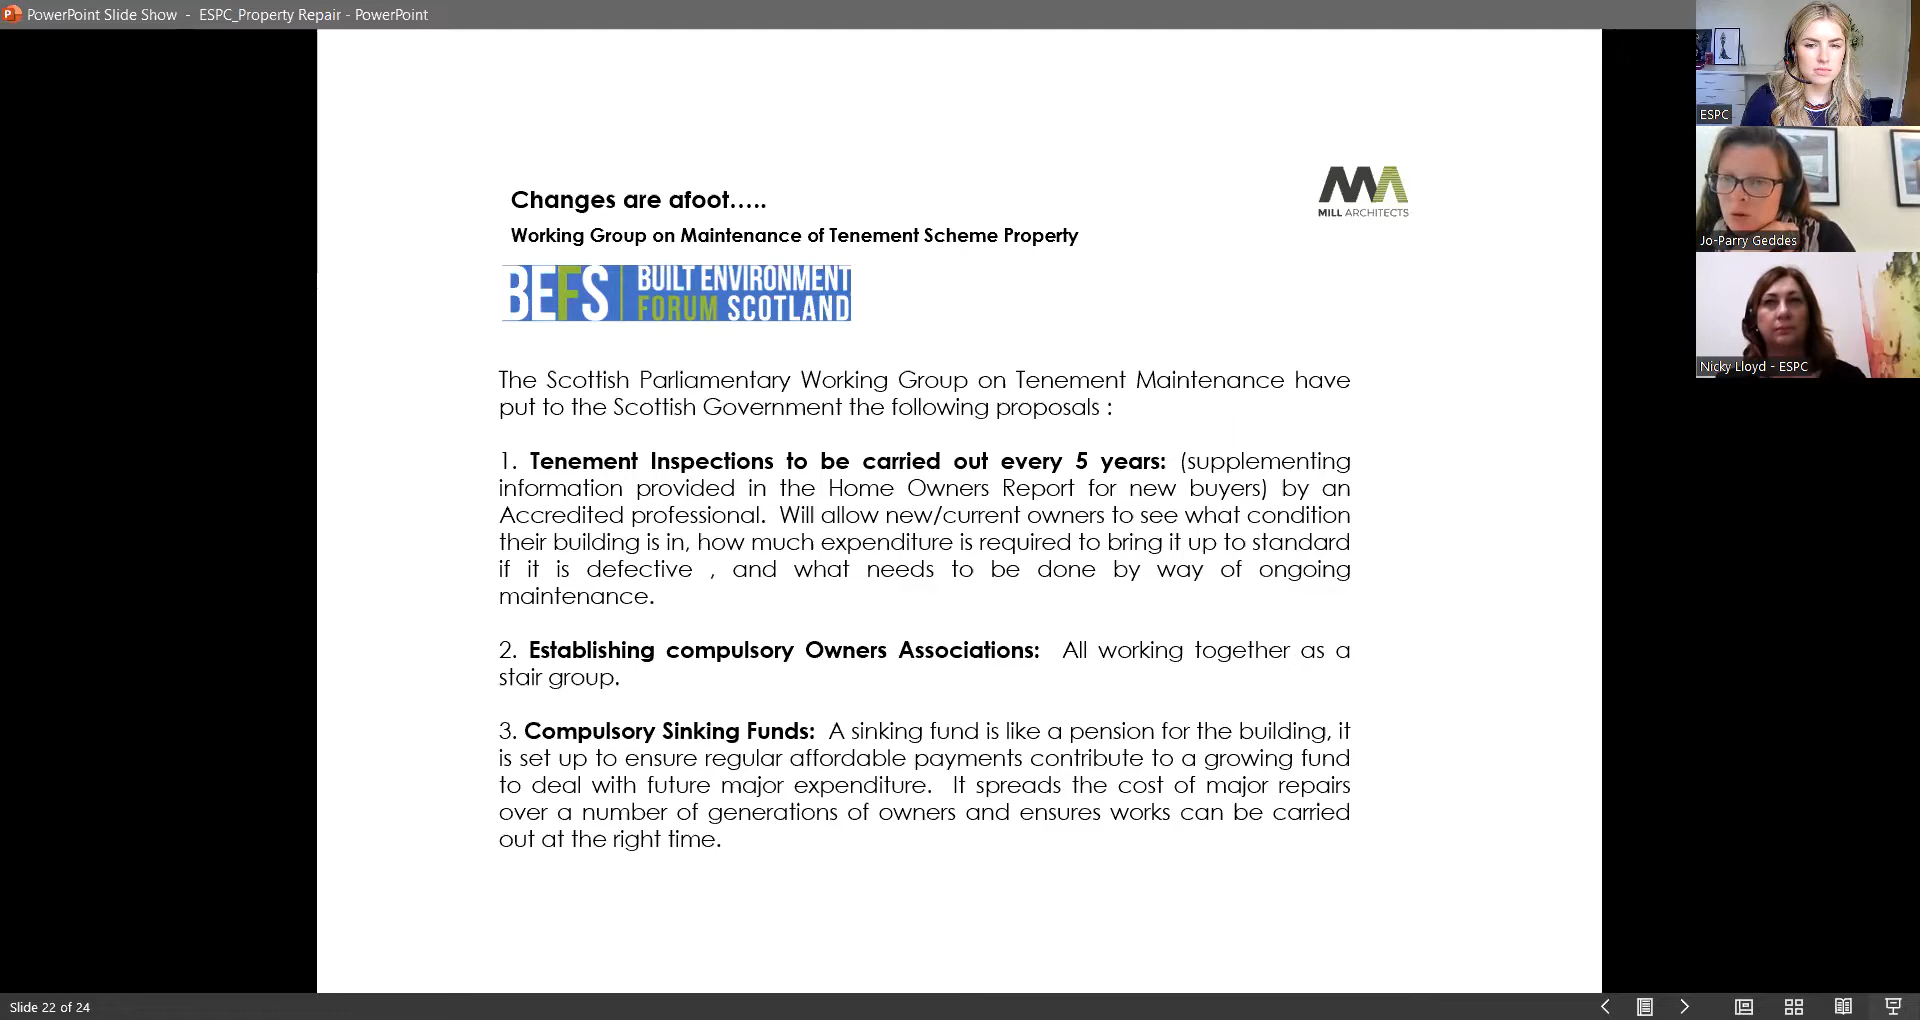 PowerPoint Slide Show - ESPC_Property Repair - PowerPoint
ESPC
Jo-Parry Geddes
Nicky Lloyd - ESPC
Changes are afoot.....
MILL ARCHITECTS
Working Group on Maintenance of Tenement Scheme Property
BEFS BUILT ENVIRONMENT
FORUM SCOTLAND
The Scottish Parliamentary Working Group on Tenement Maintenance have
put to the Scottish Government the following proposals :
1. Tenement Inspections to be carried out every 5 years: (supplementing
information provided in the Home Owners Report for new buyers) by an
Accredited professional. Will allow new/current owners to see what condition
their building is in, how much expenditure is required to bring it up to standard
if it is defective , and what needs to be done by way of ongoing
maintenance.
2. Establishing compulsory Owners Associations: All working together as a
stair group.
3. Compulsory Sinking Funds: A sinking fund is like a pension for the building, it
is set up to ensure regular affordable payments contribute to a growing fund
to deal with future major expenditure. It spreads the cost of major repairs
over a number of generations of owners and ensures works can be carried
out at the right time.
Slide 22 of 24